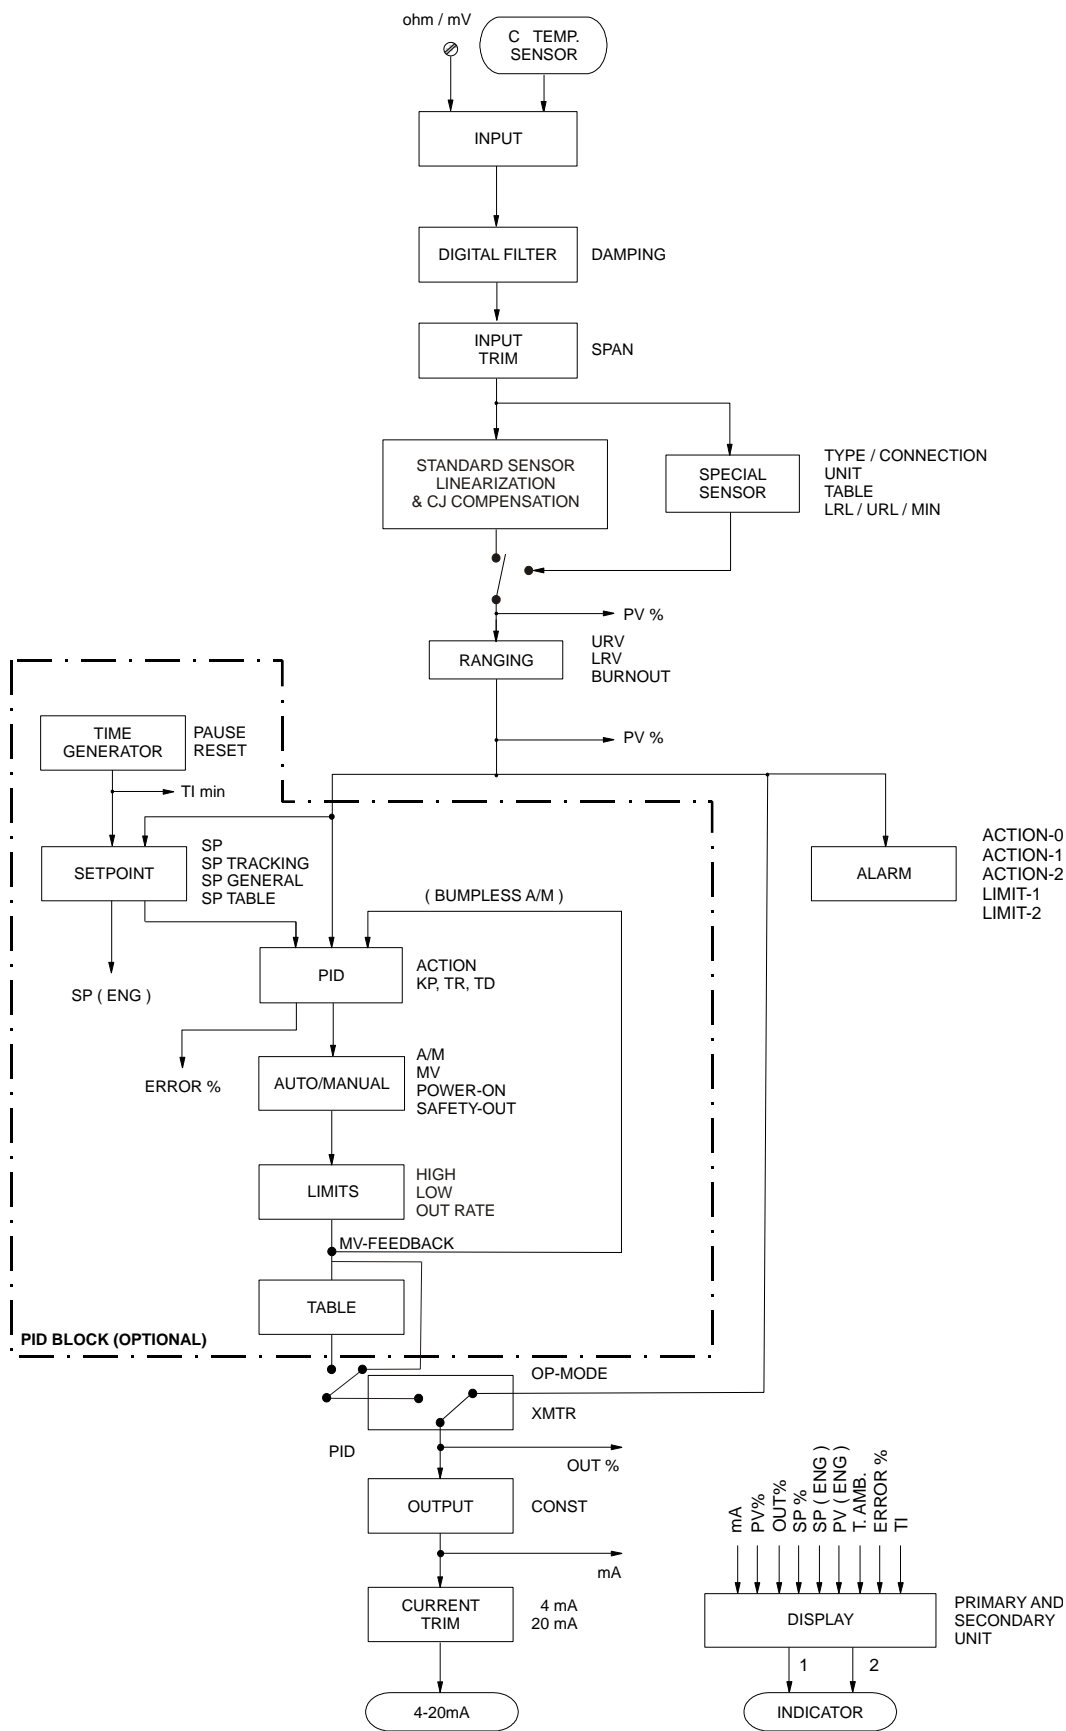 ohm / mV
C TEMP.
SENSOR
INPUT
DIGITAL FILTER
DAMPING
INPUT
TRIM
SPAN
STANDARD SENSOR
LINEARIZATION
& CJ COMPENSATION
SPECIAL
SENSOR
TYPE / CONNECTION
UNIT
TABLE
LRL / URL / MIN
PV %
RANGING
URV
LRV
BURNOUT
TIME
GENERATOR
PAUSE
RESET
PV %
TI min
SETPOINT
SP
SP TRACKING
SP GENERAL
SP TABLE
ALARM
ACTION-0
ACTION-1
ACTION-2
LIMIT-1
LIMIT-2
( BUMPLESS A/M )
PID
ACTION
KP, TR, TD
SP ( ENG )
ERROR %
AUTO/MANUAL
A/M
MV
POWER-ON
SAFETY-OUT
LIMITS
HIGH
LOW
OUT RATE
MV-FEEDBACK
TABLE
PID BLOCK (OPTIONAL)
OP-MODE
XMTR
PID
OUT %
OUTPUT
CONST
mA
CURRENT
TRIM
4 mA
20 mA
4-20mA
mA
PV%
OUT%
SP %
SP ( ENG )
PV ( ENG )
T. AMB.
ERROR %
TI
DISPLAY
PRIMARY AND
SECONDARY
UNIT
1
2
INDICATOR